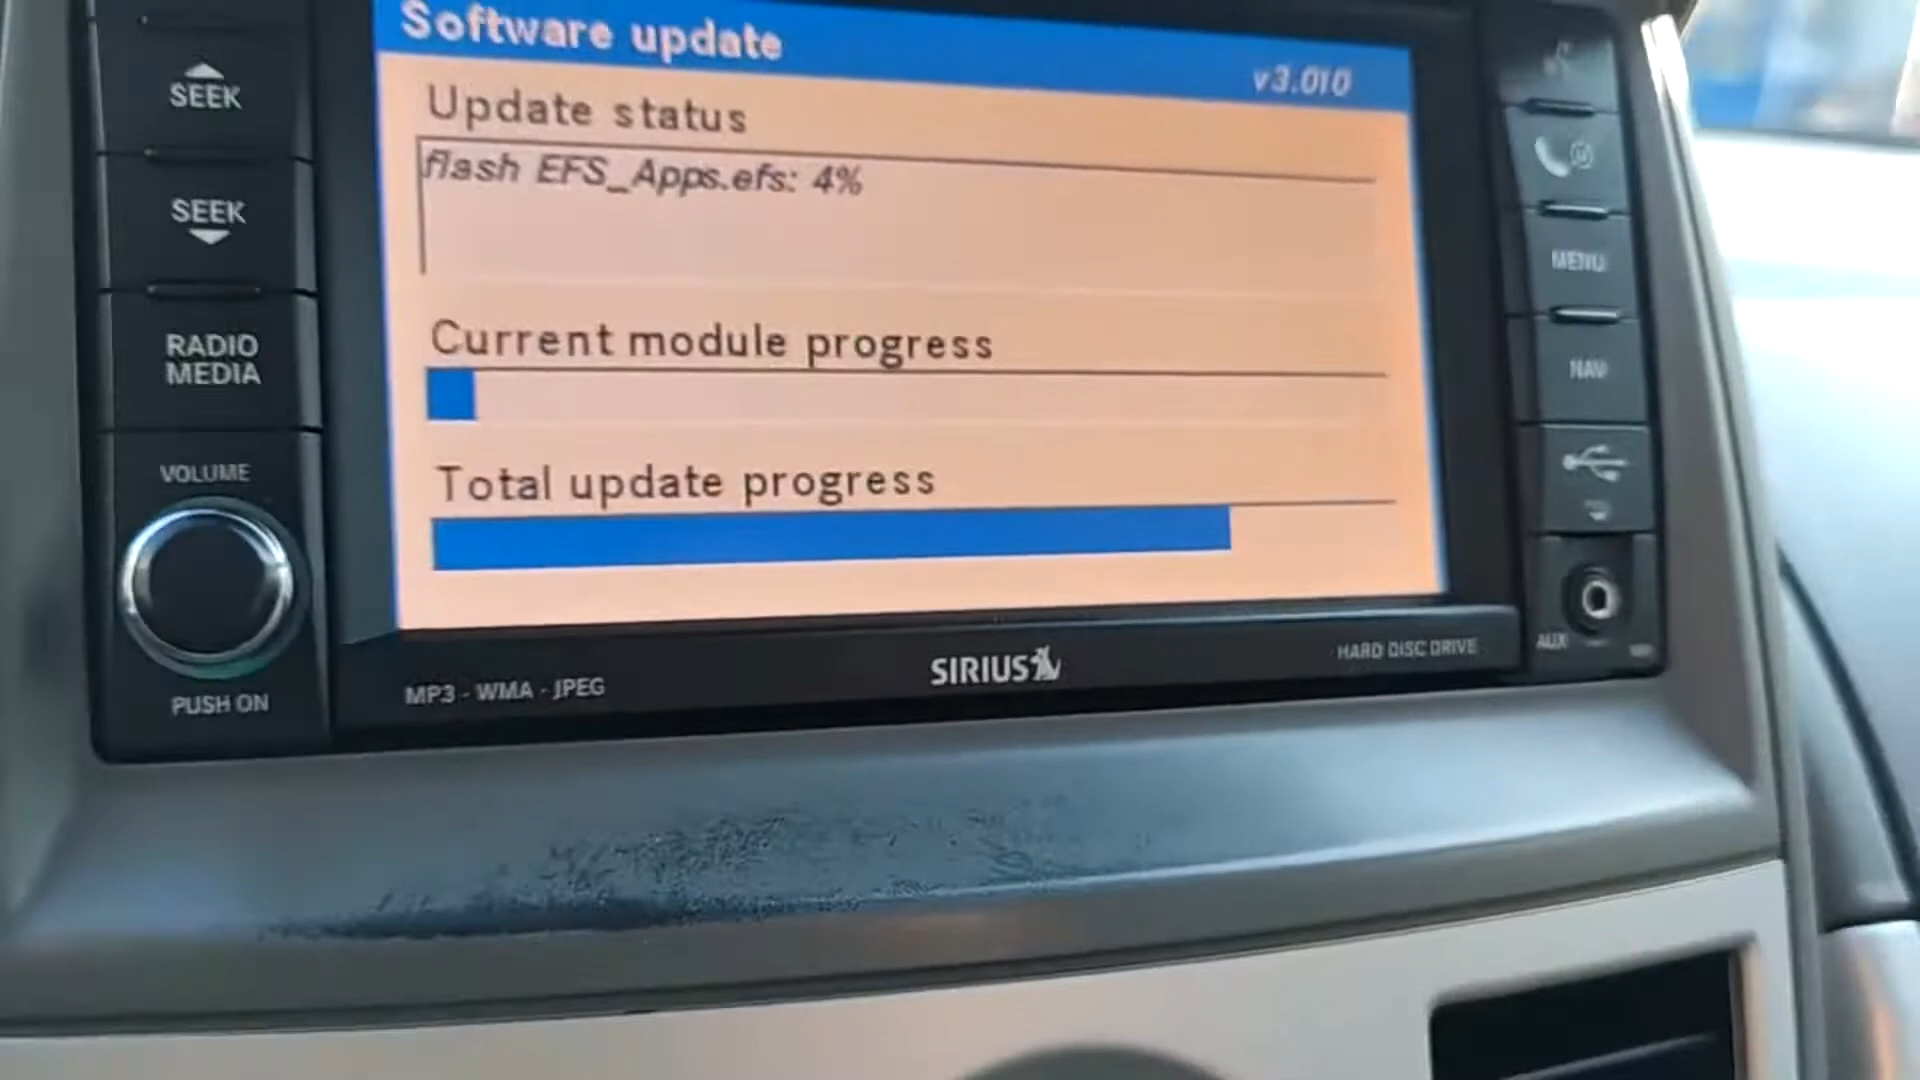 Software update
v3.010
Update status
flash EFS_Apps.efs: 4%
Current module progress
Total update progress
SEEK
SEEK
RADIO
MEDIA
VOLUME
PUSH ON
MENU
NAV
AUX
MP3 - WMA - JPEG
SIRIUS
HARD DISC DRIVE